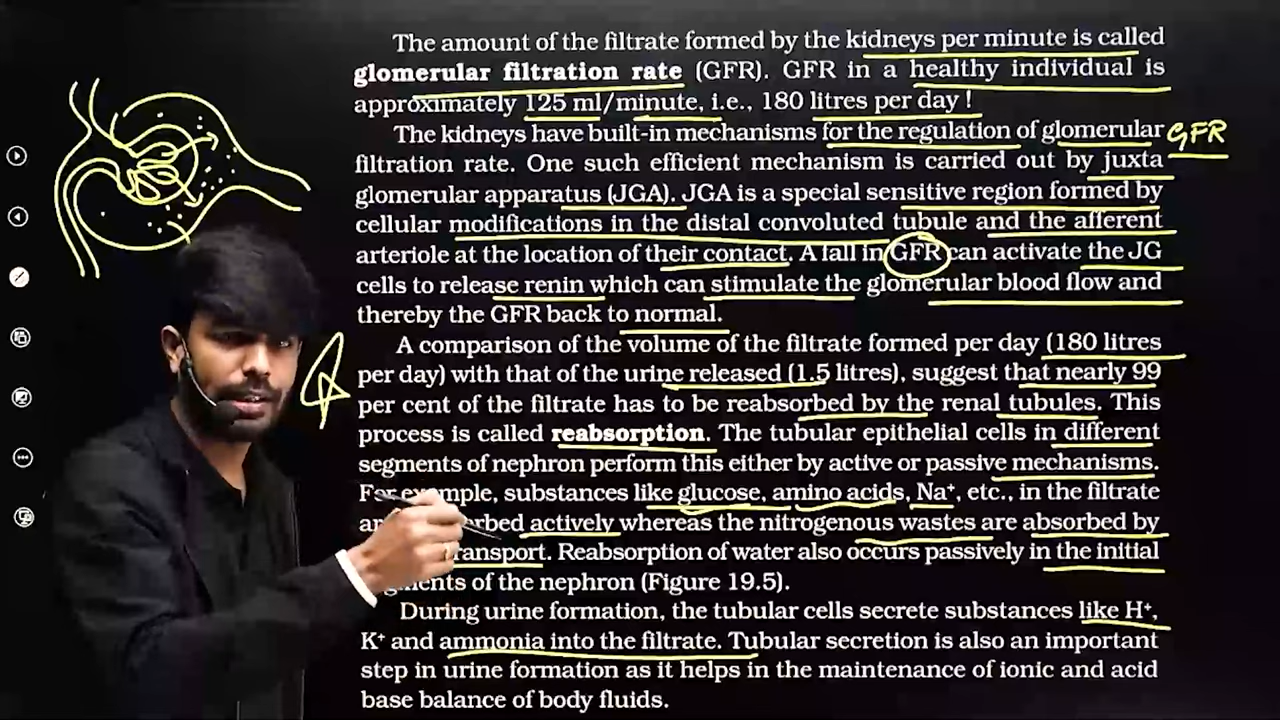 The amount of the filtrate formed by the kidneys per minute is called
glomerular filtration rate (GFR). GFR in a healthy individual is
approximately 125 ml/minute, i.e., 180 litres per day !
The kidneys have built-in mechanisms for the regulation of glomerular GFR
filtration rate. One such efficient mechanism is carried out by juxta
glomerular apparatus (JGA). JGA is a special sensitive region formed by
cellular modifications in the distal convoluted tubule and the afferent
arteriole at the location of their contact. A fall in GFR can activate the JG
cells to release renin which can stimulate the glomerular blood flow and
thereby the GFR back to normal.
A comparison of the volume of the filtrate formed per day (180 litres
per day) with that of the urine released (1.5 litres), suggest that nearly 99
per cent of the filtrate has to be reabsorbed by the renal tubules. This
process is called reabsorption. The tubular epithelial cells in different
segments of nephron perform this either by active or passive mechanisms.
For example, substances like glucose, amino acids, Na⁺, etc., in the filtrate
actively whereas the nitrogenous wastes are absorbed by
Reabsorption of water also occurs passively in the initial
of the nephron (Figure 19.5).
During urine formation, the tubular cells secrete substances like H⁺,
K⁺ and ammonia into the filtrate. Tubular secretion is also an important
step in urine formation as it helps in the maintenance of ionic and acid
base balance of body fluids.